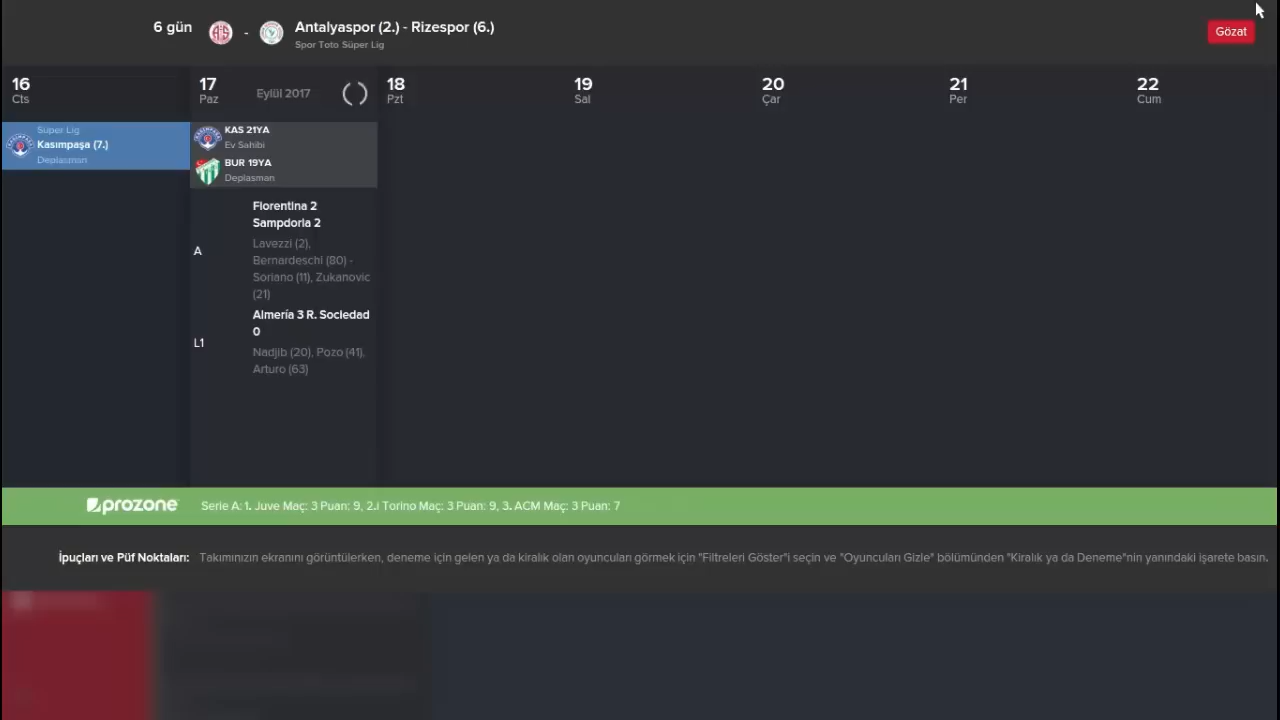 6 gün
-
Antalyaspor (2.) - Rizespor (6.)
Spor Toto Süper Lig
Gözat
16
Cts
17
Paz
Eylül 2017
18
Pzt
19
Sal
20
Çar
21
Per
22
Cum
Süper Lig
Kasımpaşa (7.)
Deplasman
KAS 21YA
Ev Sahibi
BUR 19YA
Deplasman
A
Fiorentina 2
Sampdoria 2
Lavezzi (2),
Bernardeschi (80) -
Soriano (11), Zukanovic
(21)
L1
Almería 3 R. Sociedad
0
Nadjib (20), Pozo (41),
Arturo (63)
prozone
Serie A: 1. Juve Maç: 3 Puan: 9, 2.i Torino Maç: 3 Puan: 9, 3. ACM Maç: 3 Puan: 7
İpuçları ve Püf Noktaları: Takımınızın ekranını görüntülerken, deneme için gelen ya da kiralık olan oyuncuları görmek için "Filtreleri Göster"i seçin ve "Oyuncuları Gizle" bölümünden "Kiralık ya da Deneme"nin yanındaki işarete basın.